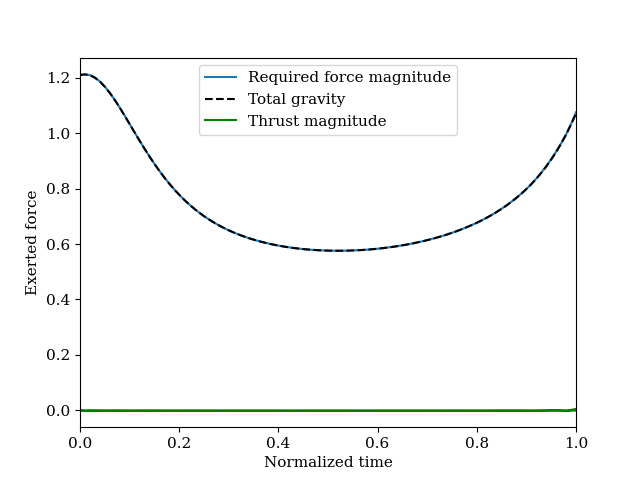 Required force magnitude
Total gravity
Thrust magnitude
Exerted force
1.2
1.0
0.8
0.6
0.4
0.2
0.0
0.0 0.2 0.4 0.6 0.8 1.0
Normalized time